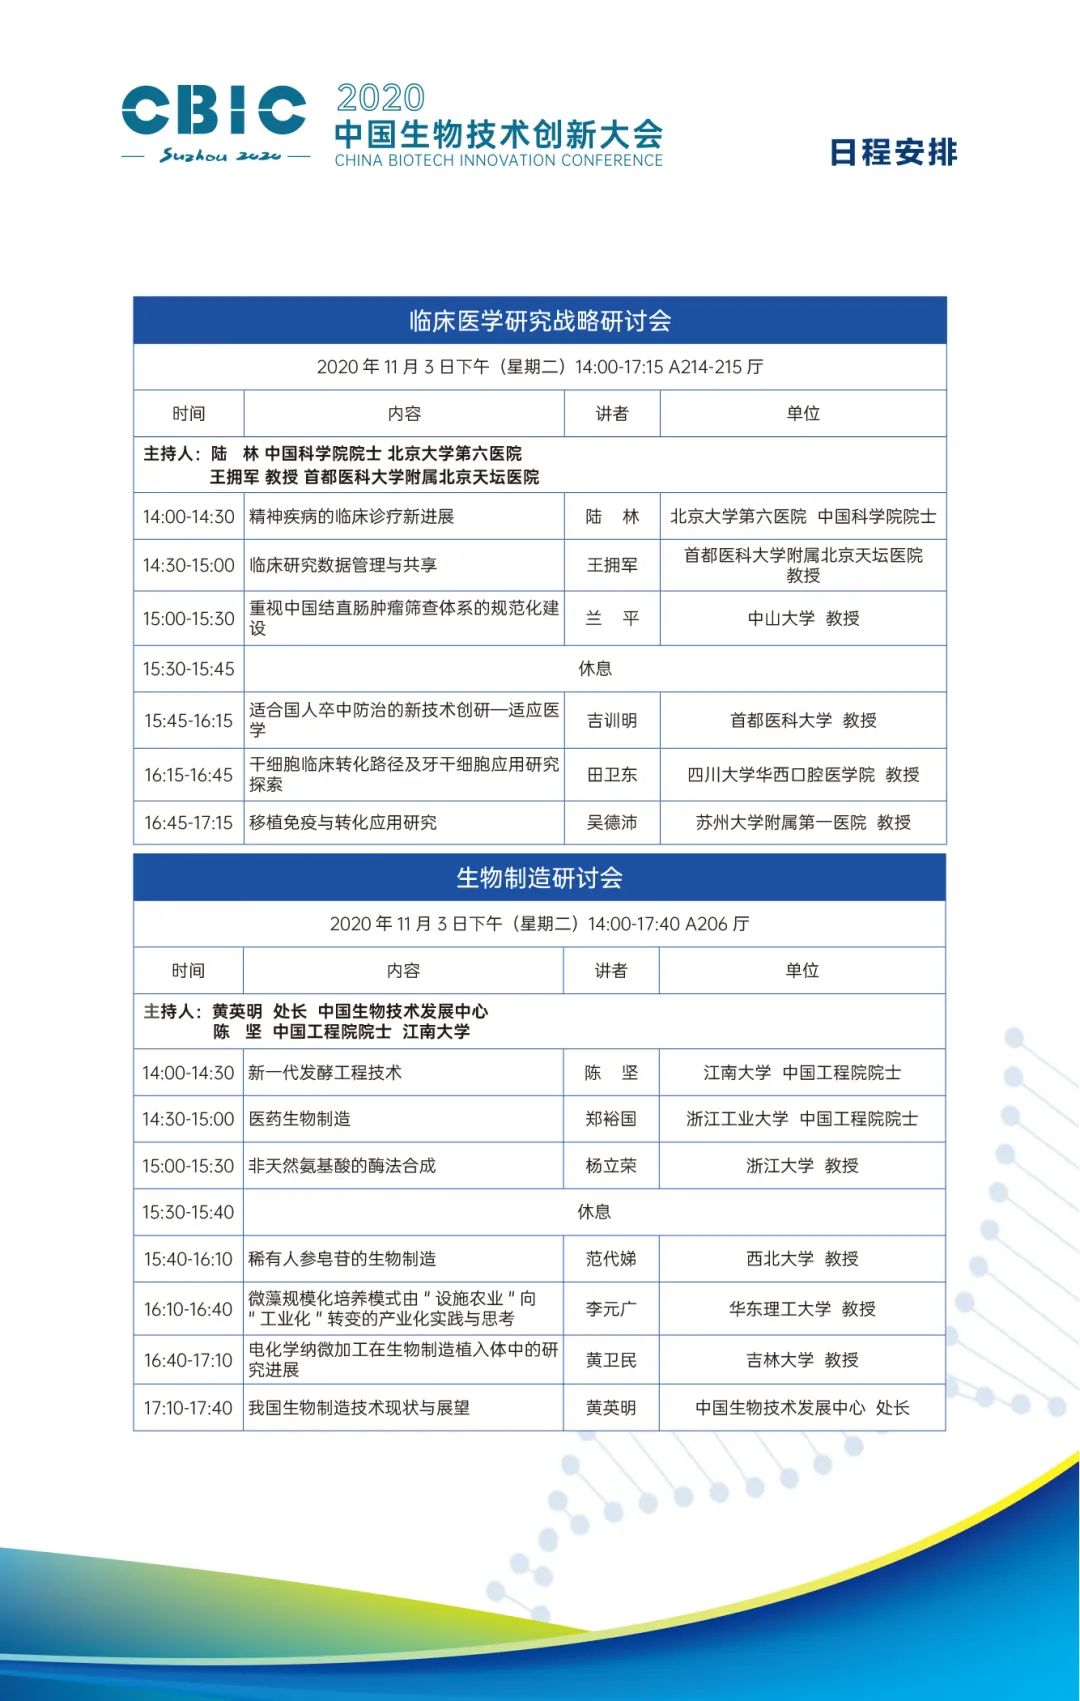 CBIC
Suzhou 2020
2020
中国生物技术创新大会
CHINA BIOTECH INNOVATION CONFERENCE
日程安排
临床医学研究战略研讨会
2020 年 11 月 3 日下午（星期二）14:00-17:15 A214-215 厅
时间 内容 讲者 单位
主持人：陆 林 中国科学院院士 北京大学第六医院
王拥军 教授 首都医科大学附属北京天坛医院
14:00-14:30 精神疾病的临床诊疗新进展 陆 林 北京大学第六医院 中国科学院院士
14:30-15:00 临床研究数据管理与共享 王拥军 首都医科大学附属北京天坛医院
教授
15:00-15:30 重视中国结直肠肿瘤筛查体系的规范化建
设 兰 平 中山大学 教授
15:30-15:45 休息
15:45-16:15 适合国人卒中防治的新技术创研—适应医
学 吉训明 首都医科大学 教授
16:15-16:45 干细胞临床转化路径及牙干细胞应用研究
探索 田卫东 四川大学华西口腔医学院 教授
16:45-17:15 移植免疫与转化应用研究 吴德沛 苏州大学附属第一医院 教授
生物制造研讨会
2020 年 11 月 3 日下午（星期二）14:00-17:40 A206 厅
时间 内容 讲者 单位
主持人：黄英明 处长 中国生物技术发展中心
陈 坚 中国工程院院士 江南大学
14:00-14:30 新一代发酵工程技术 陈 坚 江南大学 中国工程院院士
14:30-15:00 医药生物制造 郑裕国 浙江工业大学 中国工程院院士
15:00-15:30 非天然氨基酸的酶法合成 杨立荣 浙江大学 教授
15:30-15:40 休息
15:40-16:10 稀有人参皂苷的生物制造 范代娣 西北大学 教授
16:10-16:40 微藻规模化培养模式由 " 设施农业 " 向
" 工业化 " 转变的产业化实践与思考 李元广 华东理工大学 教授
16:40-17:10 电化学纳微加工在生物制造植入体中的研
究进展 黄卫民 吉林大学 教授
17:10-17:40 我国生物制造技术现状与展望 黄英明 中国生物技术发展中心 处长